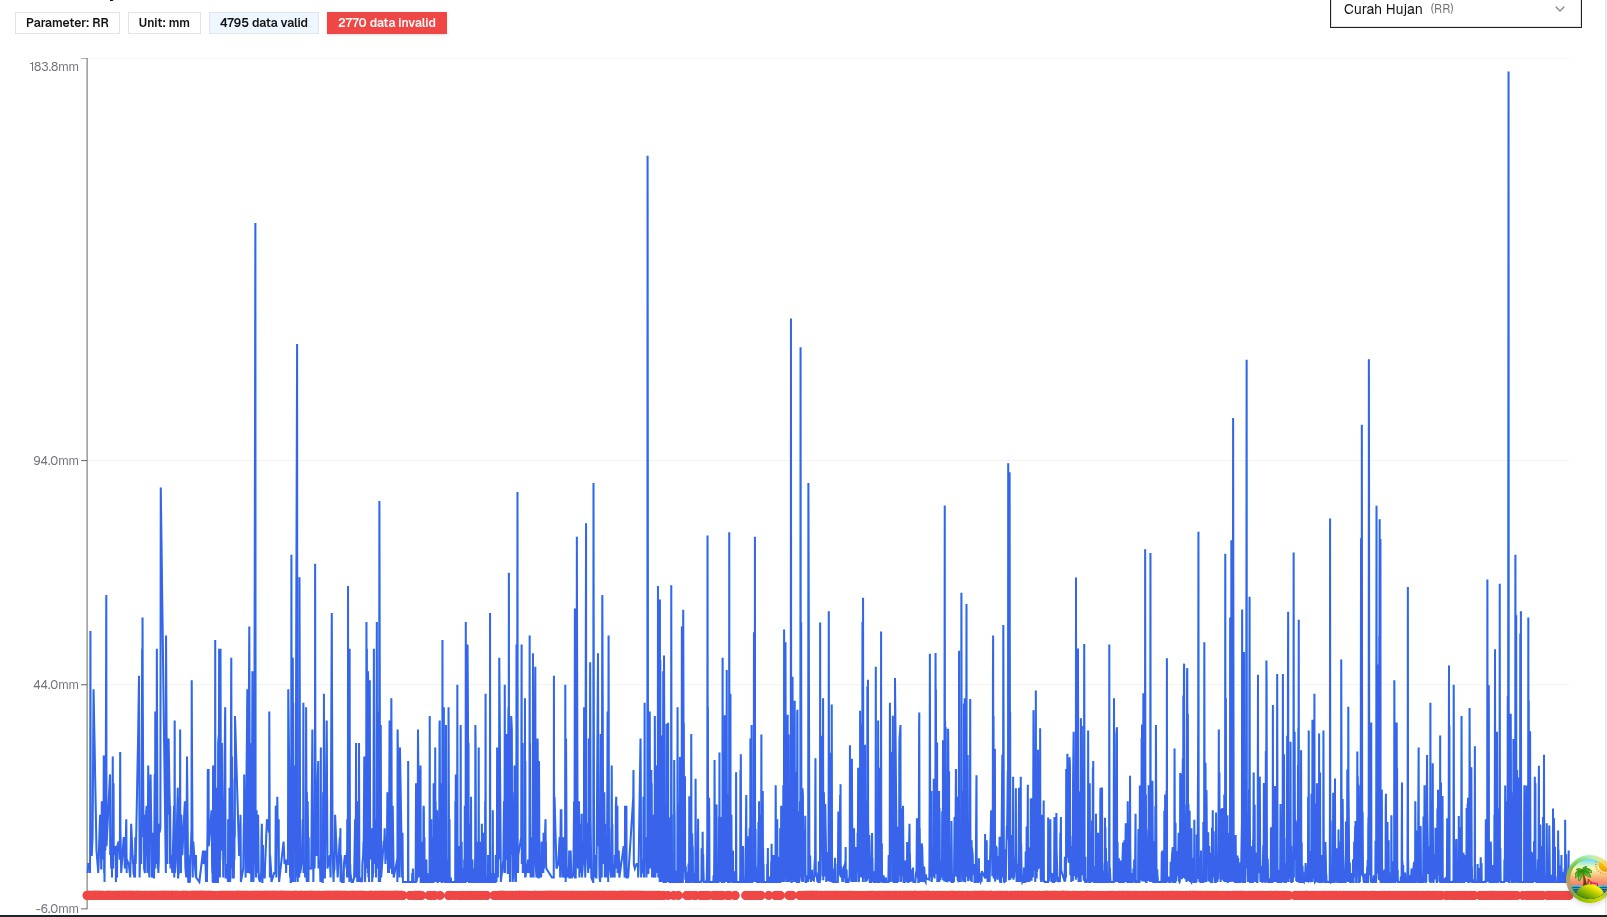 Parameter: RR Unit: mm 4795 data valid 2770 data invalid
Curah Hujan (RR)
183.8mm
94.0mm
44.0mm
-6.0mm